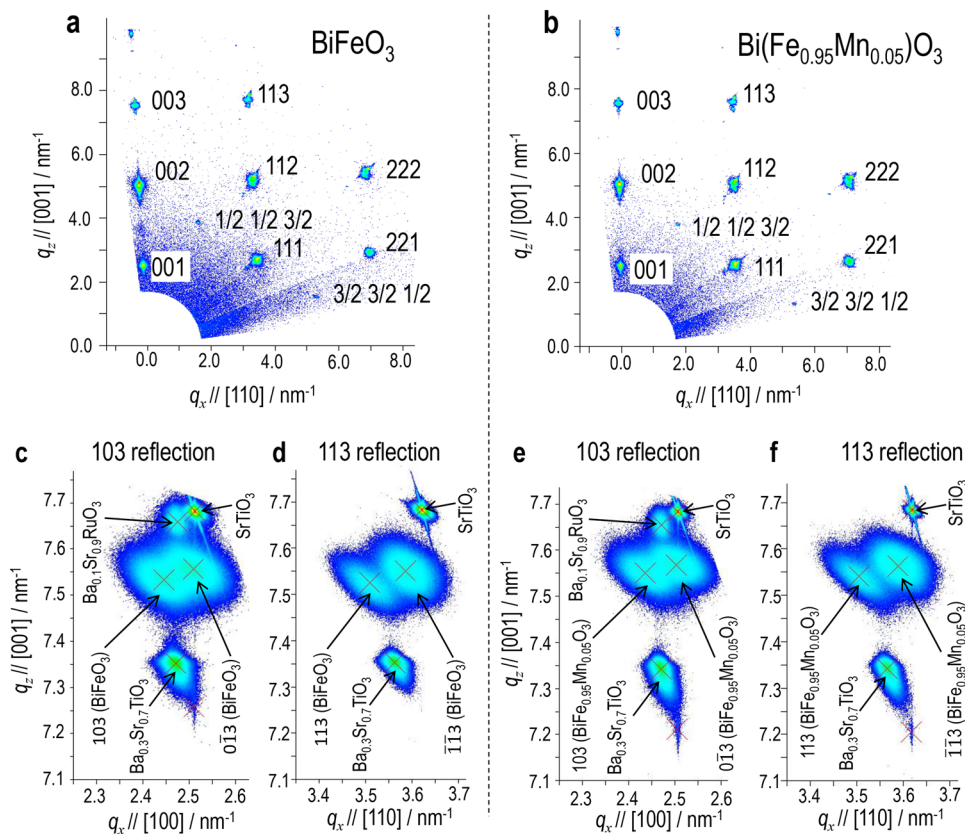 a
BiFeO3
8.0
6.0
4.0
2.0
0.0
qz // [001] / nm-1
003
113
002
112
222
1/2 1/2 3/2
001
111
221
3/2 3/2 1/2
0.0 2.0 4.0 6.0 8.0
qx // [110] / nm-1
b
Bi(Fe0.95Mn0.05)O3
8.0
6.0
4.0
2.0
0.0
qz // [001] / nm-1
003
113
002
112
222
1/2 1/2 3/2
001
111
221
3/2 3/2 1/2
0.0 2.0 4.0 6.0 8.0
qx // [110] / nm-1
c
103 reflection
7.7
7.6
7.5
7.4
7.3
7.2
7.1
qz // [001] / nm-1
Ba0.1Sr0.9RuO3
SrTiO3
103 (BiFeO3)
Ba0.3Sr0.7TiO3
01̅3 (BiFeO3)
2.3 2.4 2.5 2.6
qx // [100] / nm-1
d
113 reflection
SrTiO3
113 (BiFeO3)
Ba0.3Sr0.7TiO3
1̅1̅3 (BiFeO3)
3.4 3.5 3.6 3.7
qx // [110] / nm-1
e
103 reflection
7.7
7.6
7.5
7.4
7.3
7.2
7.1
qz // [001] / nm-1
Ba0.1Sr0.9RuO3
SrTiO3
103 (BiFe0.95Mn0.05O3)
Ba0.3Sr0.7TiO3
01̅3 (BiFe0.95Mn0.05O3)
2.3 2.4 2.5 2.6
qx // [100] / nm-1
f
113 reflection
SrTiO3
113 (BiFe0.95Mn0.05O3)
Ba0.3Sr0.7TiO3
1̅1̅3 (BiFe0.95Mn0.05O3)
3.4 3.5 3.6 3.7
qx // [110] / nm-1